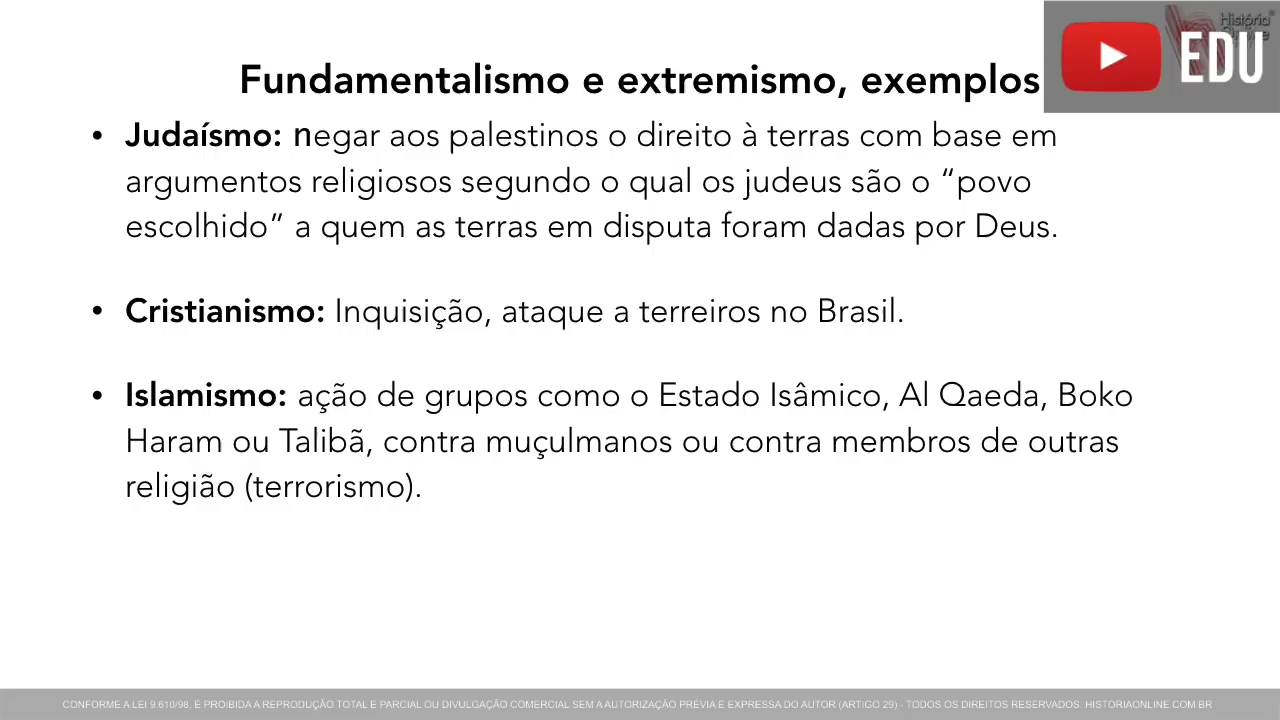 História
Online
EDU
Fundamentalismo e extremismo, exemplos
• Judaísmo: negar aos palestinos o direito à terras com base em
argumentos religiosos segundo o qual os judeus são o “povo
escolhido” a quem as terras em disputa foram dadas por Deus.
• Cristianismo: Inquisição, ataque a terreiros no Brasil.
• Islamismo: ação de grupos como o Estado Isâmico, Al Qaeda, Boko
Haram ou Talibã, contra muçulmanos ou contra membros de outras
religião (terrorismo).
CONFORME A LEI 9.610/98, É PROIBIDA A REPRODUÇÃO TOTAL E PARCIAL OU DIVULGAÇÃO COMERCIAL SEM A AUTORIZAÇÃO PRÉVIA E EXPRESSA DO AUTOR (ARTIGO 29) - TODOS OS DIREITOS RESERVADOS. HISTORIAONLINE.COM.BR